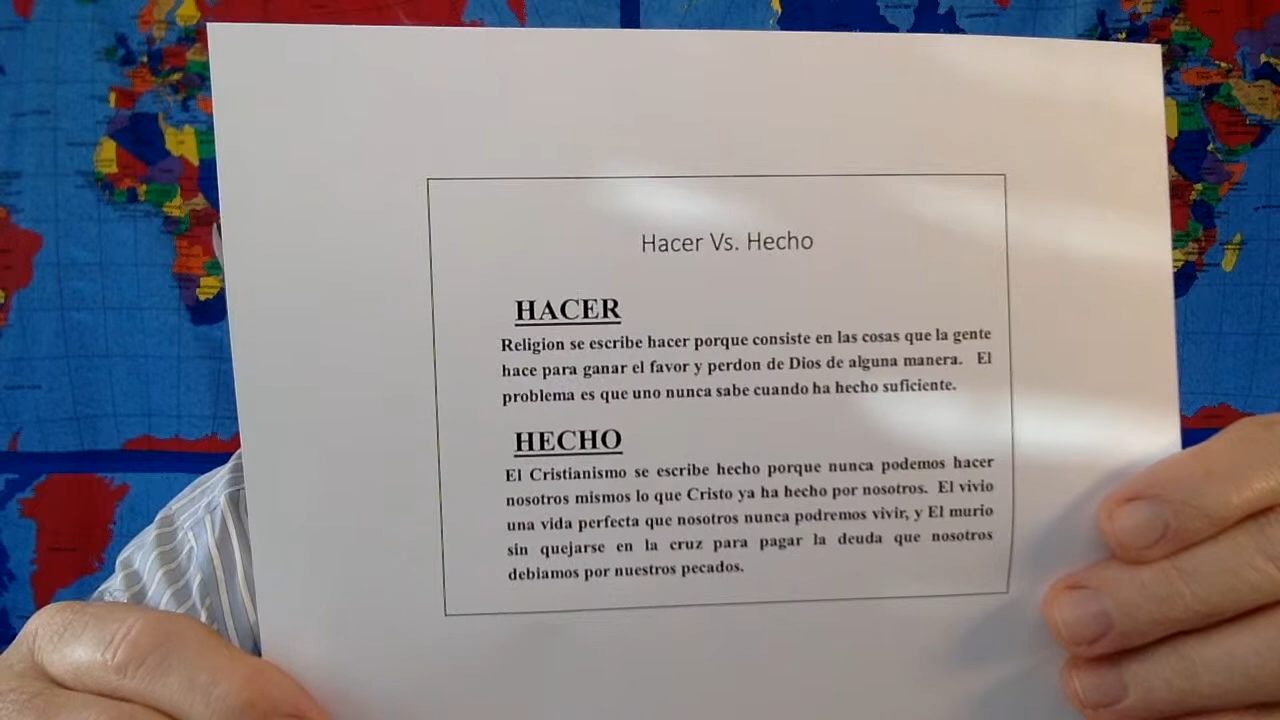 Hacer Vs. Hecho
HACER
Religion se escribe hacer porque consiste en las cosas que la gente
hace para ganar el favor y perdon de Dios de alguna manera. El
problema es que uno nunca sabe cuando ha hecho suficiente.
HECHO
El Cristianismo se escribe hecho porque nunca podemos hacer
nosotros mismos lo que Cristo ya ha hecho por nosotros. El vivio
una vida perfecta que nosotros nunca podremos vivir, y El murio
sin quejarse en la cruz para pagar la deuda que nosotros
debiamos por nuestros pecados.